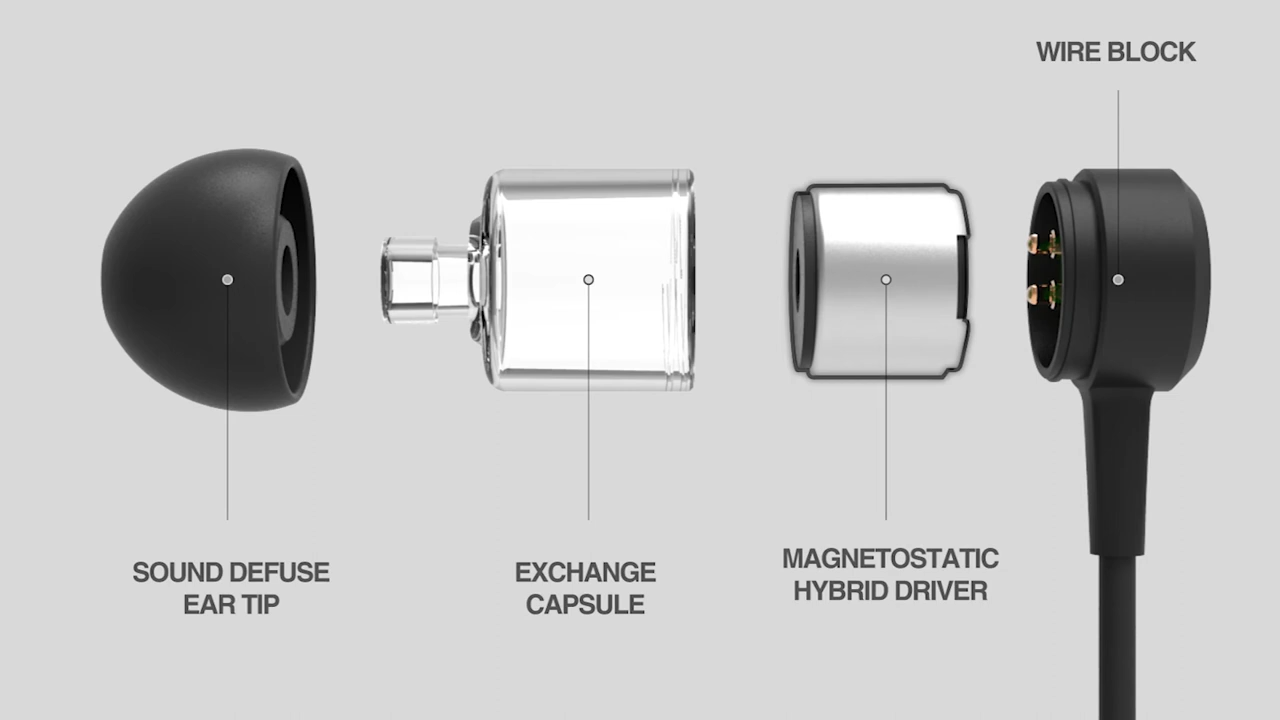 WIRE BLOCK
SOUND DEFUSE
EAR TIP
EXCHANGE
CAPSULE
MAGNETOSTATIC
HYBRID DRIVER